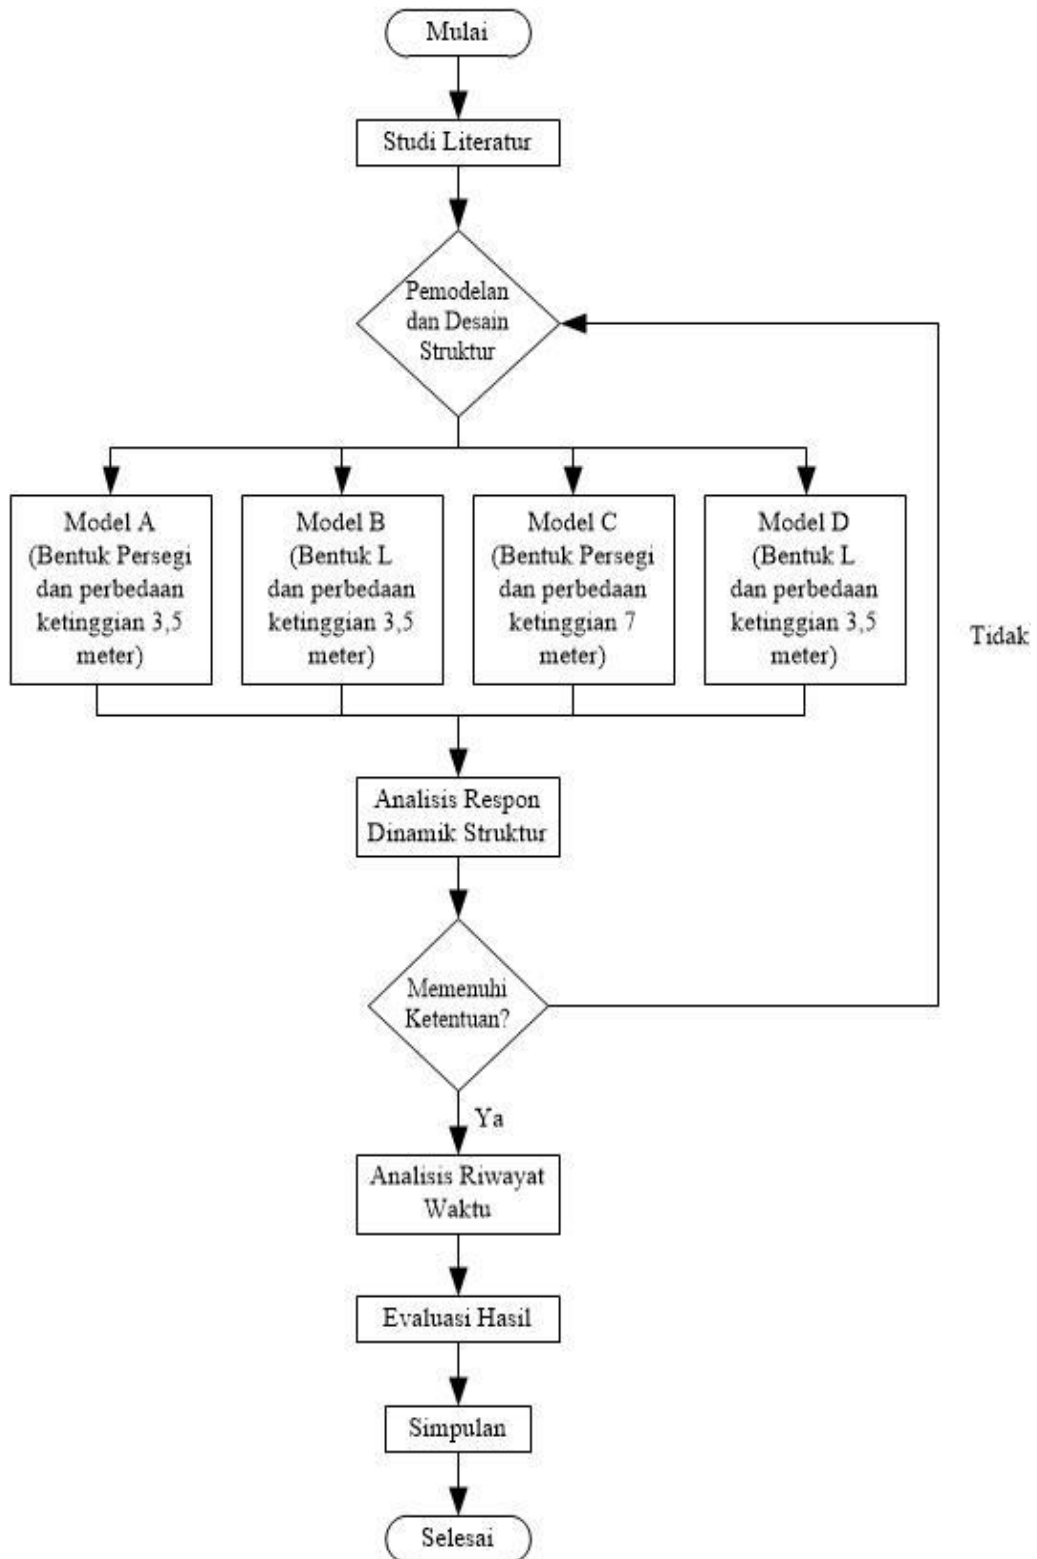 Mulai
Studi Literatur
Pemodelan
dan Desain
Struktur
Model A
(Bentuk Persegi
dan perbedaan
ketinggian 3,5
meter)
Model B
(Bentuk L
dan perbedaan
ketinggian 3,5
meter)
Model C
(Bentuk Persegi
dan perbedaan
ketinggian 7
meter)
Model D
(Bentuk L
dan perbedaan
ketinggian 3,5
meter)
Tidak
Analisis Respon
Dinamik Struktur
Memenuhi
Ketentuan?
Ya
Analisis Riwayat
Waktu
Evaluasi Hasil
Simpulan
Selesai